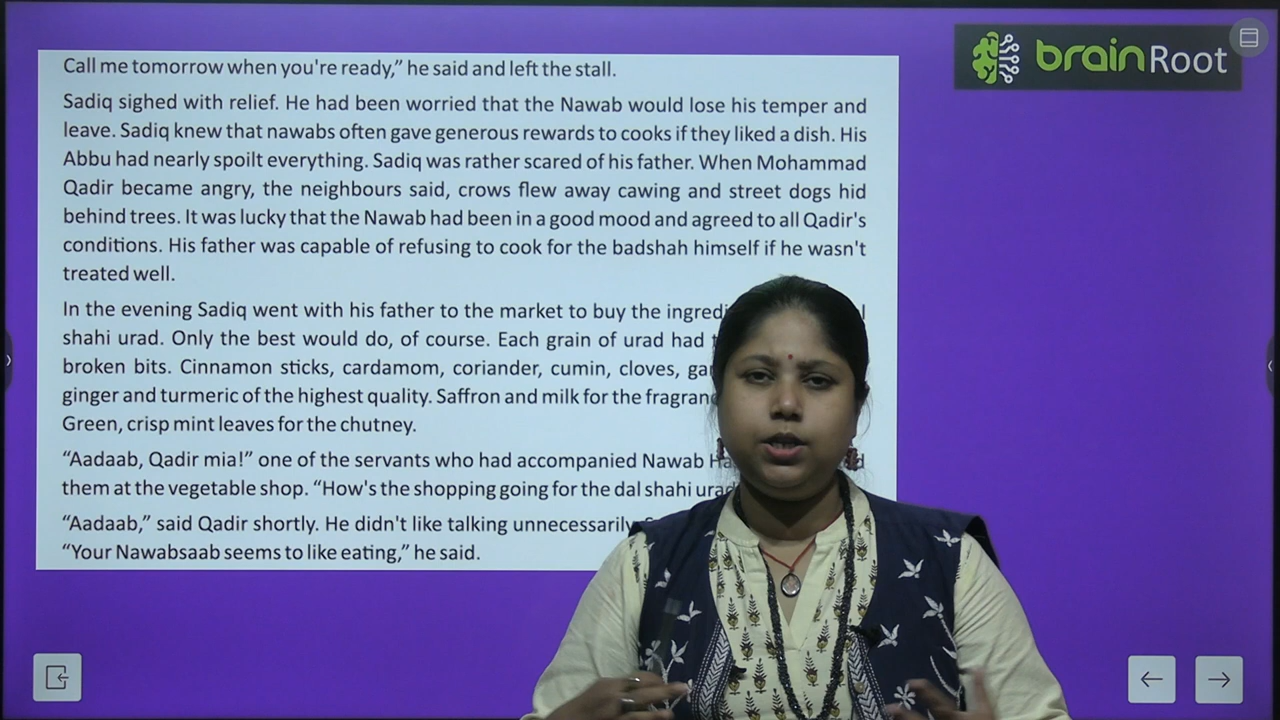 brainRoot
Call me tomorrow when you're ready,” he said and left the stall.
Sadiq sighed with relief. He had been worried that the Nawab would lose his temper and
leave. Sadiq knew that nawabs often gave generous rewards to cooks if they liked a dish. His
Abbu had nearly spoilt everything. Sadiq was rather scared of his father. When Mohammad
Qadir became angry, the neighbours said, crows flew away cawing and street dogs hid
behind trees. It was lucky that the Nawab had been in a good mood and agreed to all Qadir's
conditions. His father was capable of refusing to cook for the badshah himself if he wasn't
treated well.
In the evening Sadiq went with his father to the market to buy the
shahi urad. Only the best would do, of course. Each grain of urad had
broken bits. Cinnamon sticks, cardamom, coriander, cumin, cloves,
ginger and turmeric of the highest quality. Saffron and milk for the
Green, crisp mint leaves for the chutney.
“Aadaab, Qadir mia!” one of the servants who had accompanied Nawab
them at the vegetable shop. “How's the shopping going for the dal shahi
“Aadaab,” said Qadir shortly. He didn't like talking unnecessarily.
“Your Nawabsaab seems to like eating,” he said.